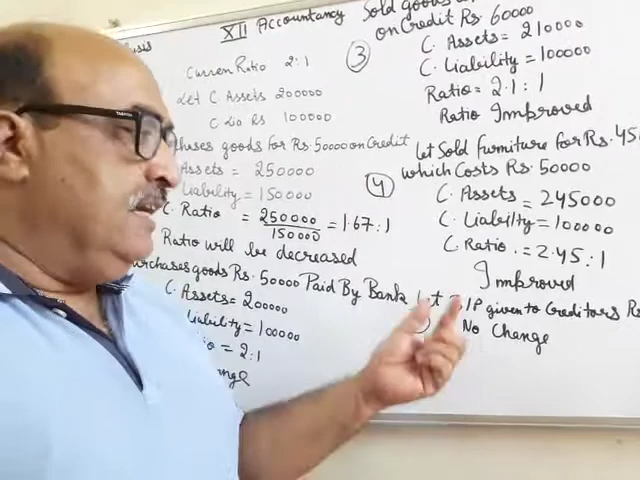 XII Accountancy
Curren Ratio 2:1
Let C Assets 200000
C Lia Rs 100000
goods for Rs. 50000 on Credit
Assets = 250000
Liability = 150000
C. Ratio = 250000 / 150000 = 1.67:1
Ratio will be decreased
goods Rs. 50000 Paid By Bank
C. Assets = 200000
Liability = 100000
= 2:1
3
Sold goods
on Credit Rs. 60000
C. Assets = 210000
C. Liability = 100000
Ratio = 2.1:1
Ratio Improved
4
let Sold furniture for Rs. 45
which Costs Rs. 50000
C. Assets = 245000
C. Liability = 100000
C. Ratio. = 2.45:1
Improved
given to Creditors Rs
No Change